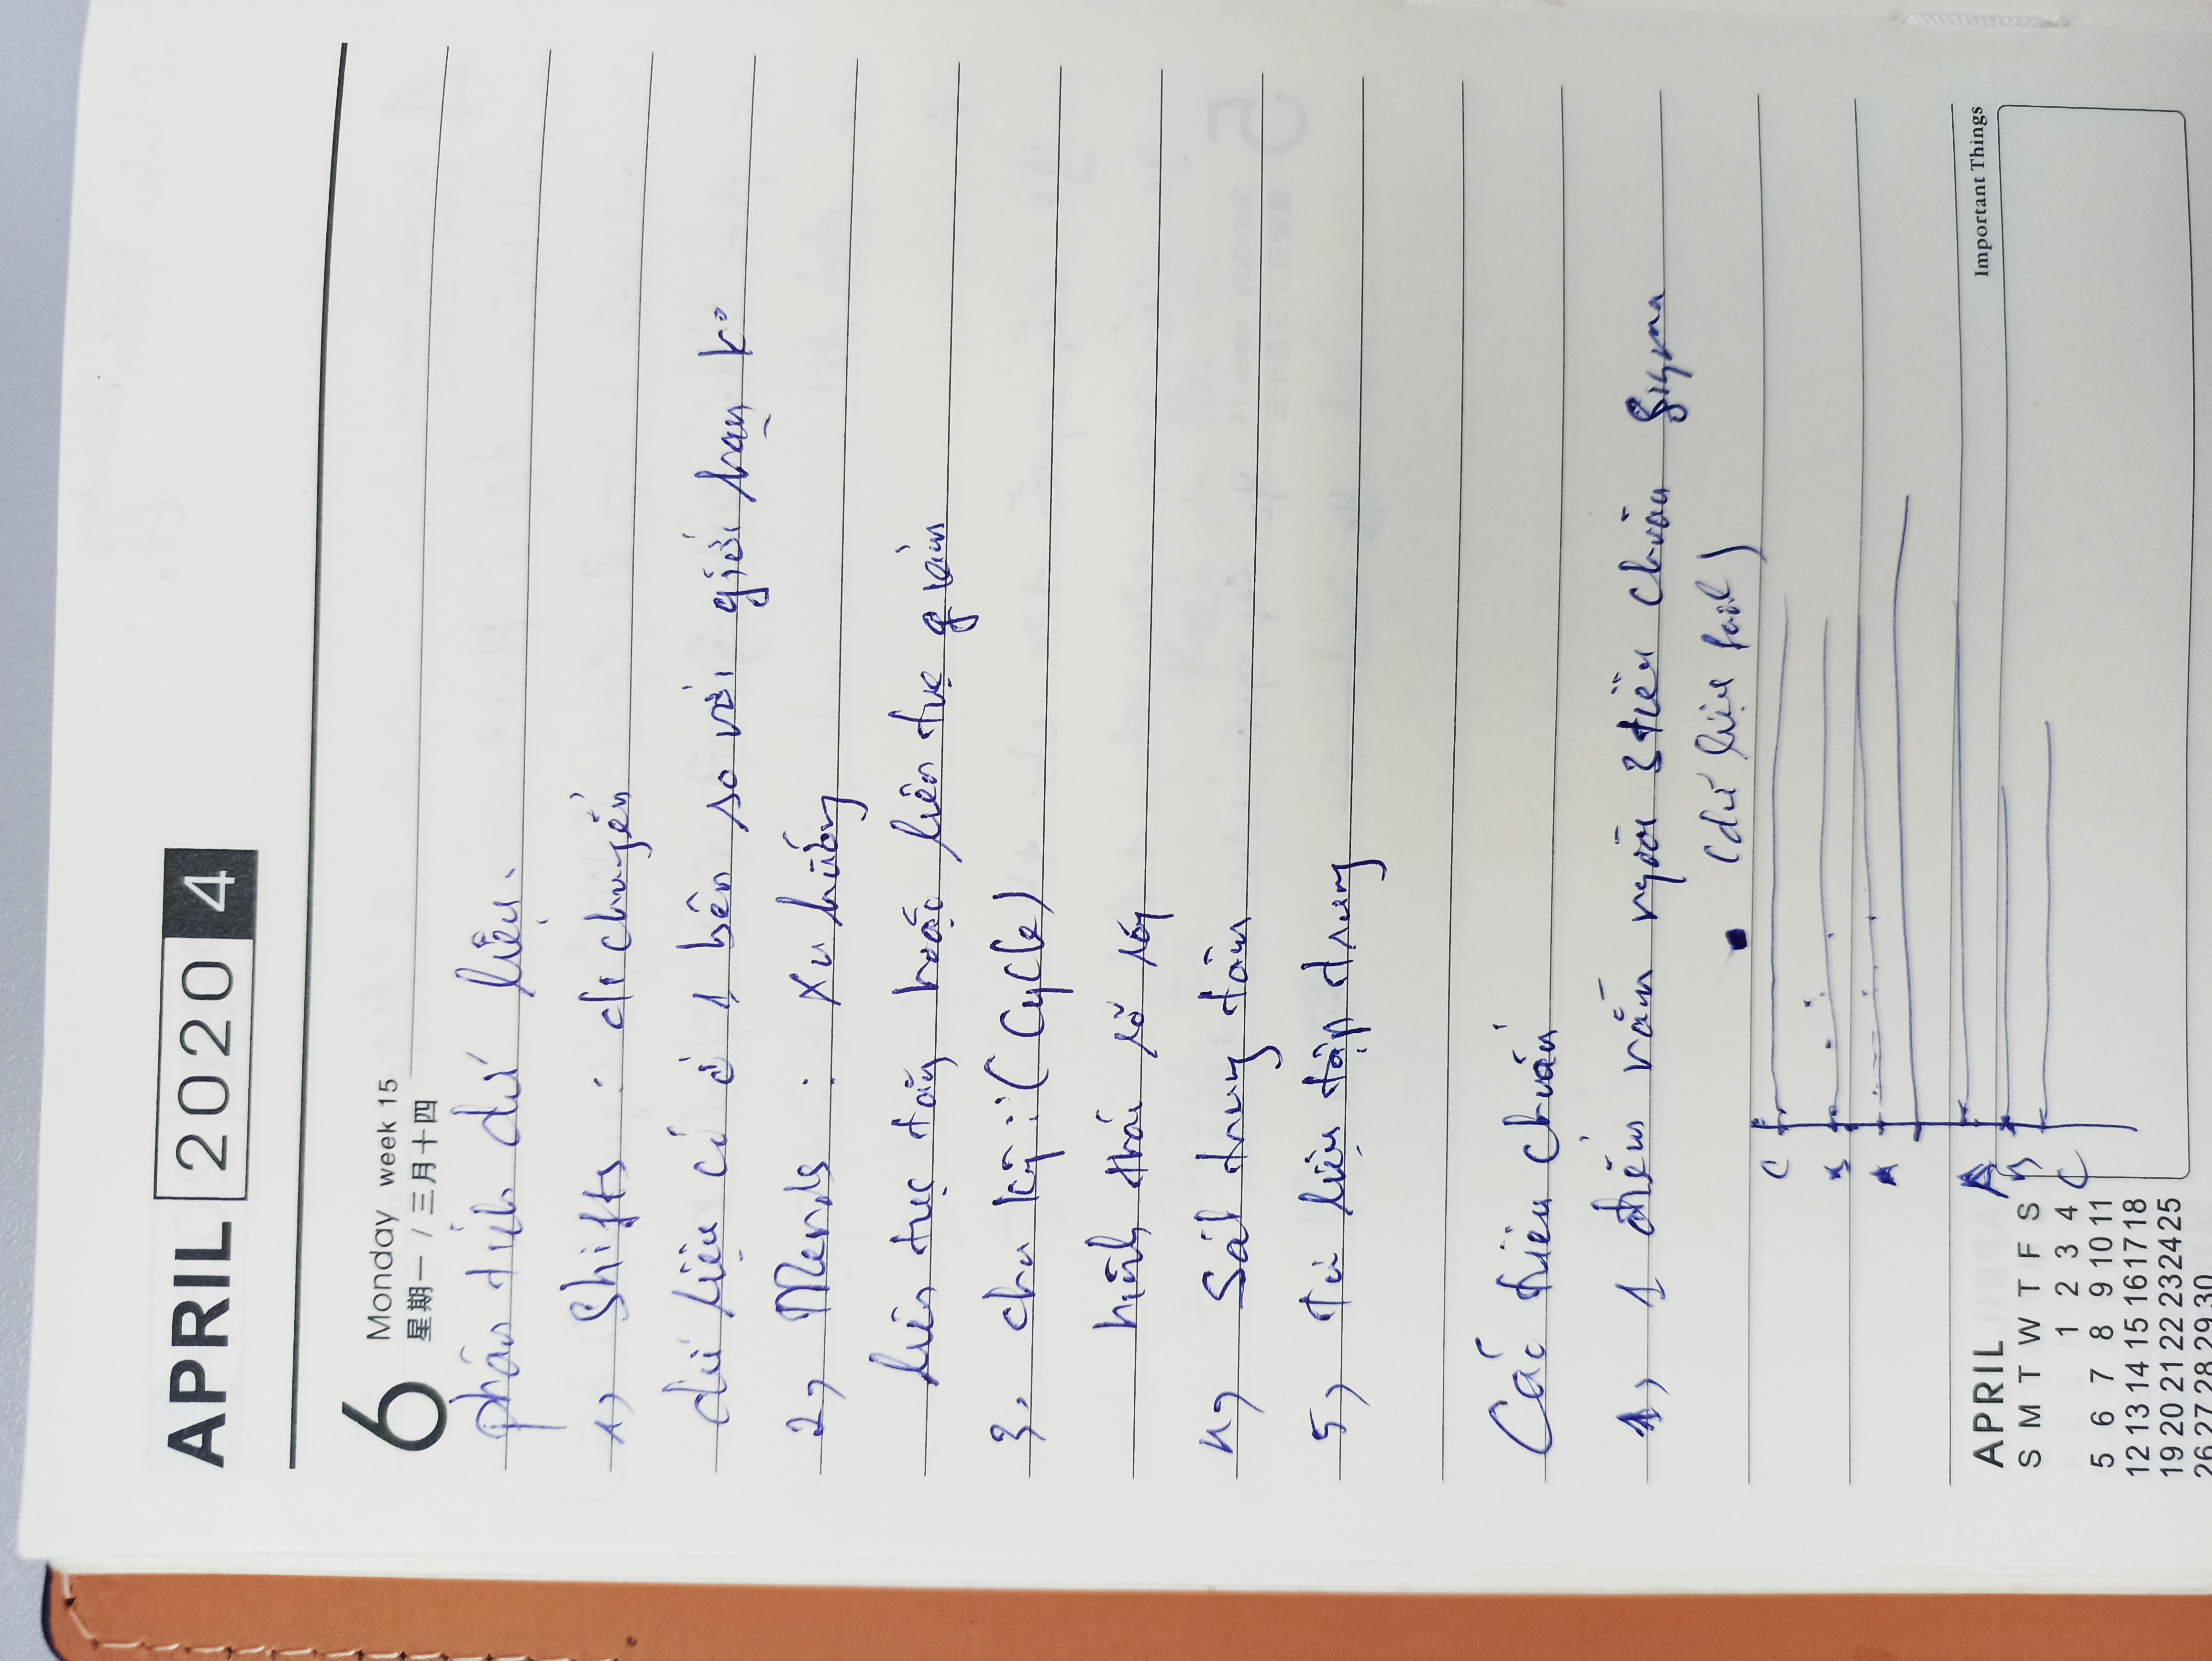 APRIL 2020 4
6 Monday week 15
星期一 / 三月十四
phân tích dữ liệu.
1, Shifts : di chuyển
dữ liệu cứ ở 1 bên so với giới hạn k
2, Trends : Xu hướng
liên tục tăng hoặc liên tục giảm
3. chu kỳ : (Cycle)
hình thái
4, Sát trung tâm
5, Tư liệu tập trung
Các tiêu chuẩn
1, 1 điểm nằm ngoài 3 tiêu chuẩn Sigma
(dữ liệu fail)
C
B
A
A
B
C
APRIL
Important Things
S M T W T F S
1 2 3 4
5 6 7 8 9 10 11
12 13 14 15 16 17 18
19 20 21 22 23 24 25
26 27 28 29 30